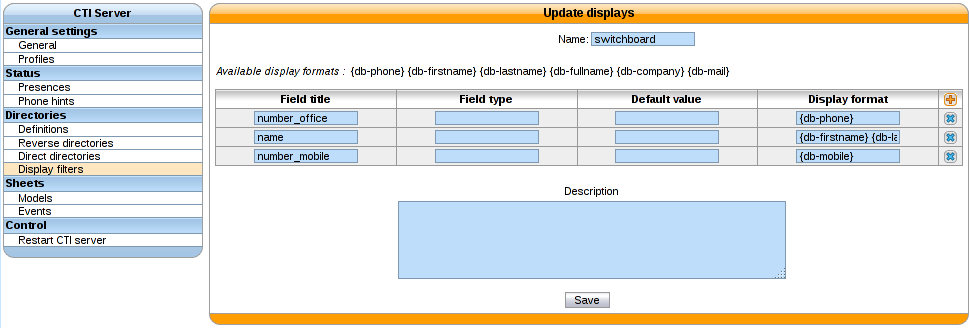 CTI Server
General settings
General
Profiles
Status
Presences
Phone hints
Directories
Definitions
Reverse directories
Direct directories
Display filters
Sheets
Models
Events
Control
Restart CTI server
Update displays
Name: switchboard
Available display formats : {db-phone} {db-firstname} {db-lastname} {db-fullname} {db-company} {db-mail}
Field title Field type Default value Display format
number_office {db-phone}
name {db-firstname} {db-la
number_mobile {db-mobile}
Description
Save